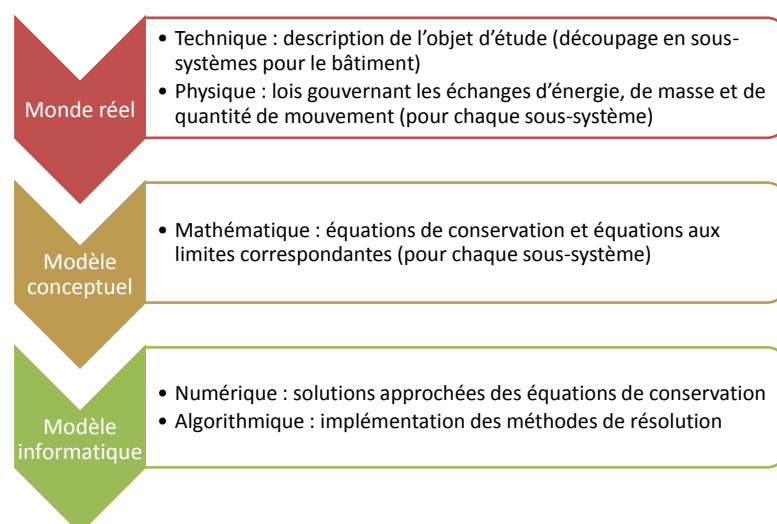 Monde réel
• Technique : description de l’objet d’étude (découpage en sous-
systèmes pour le bâtiment)
• Physique : lois gouvernant les échanges d’énergie, de masse et de
quantité de mouvement (pour chaque sous-système)
Modèle
conceptuel
• Mathématique : équations de conservation et équations aux
limites correspondantes (pour chaque sous-système)
Modèle
informatique
• Numérique : solutions approchées des équations de conservation
• Algorithmique : implémentation des méthodes de résolution